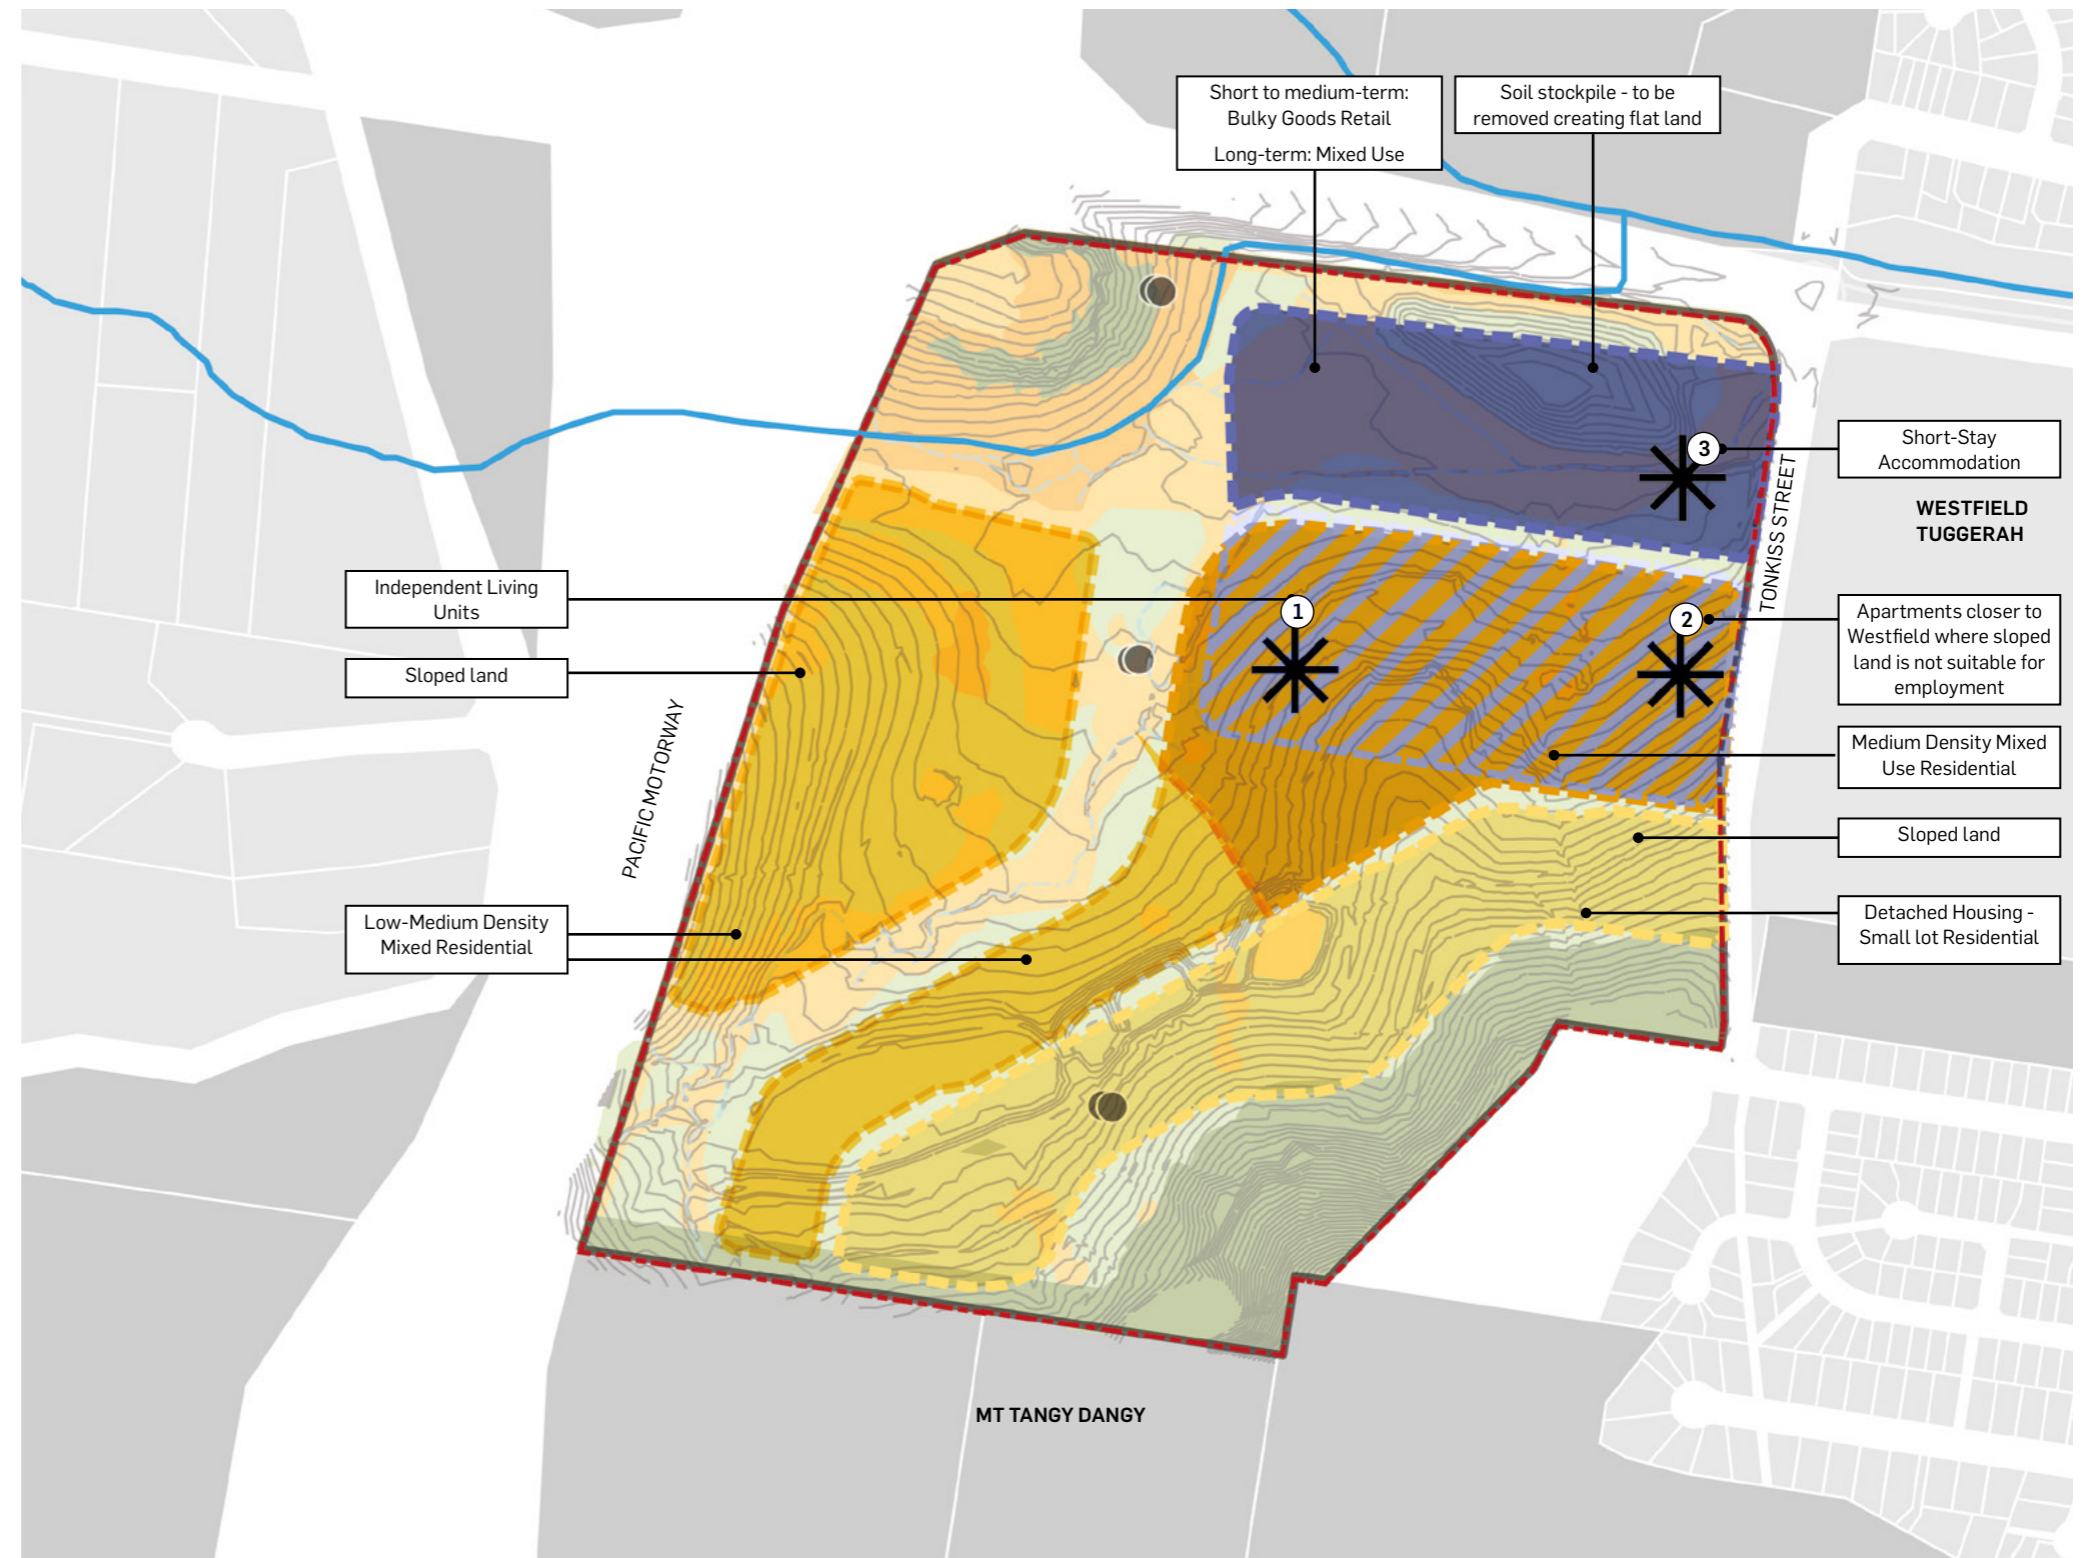 Short to medium-term:
Bulky Goods Retail
Long-term: Mixed Use
Soil stockpile - to be
removed creating flat land
3
Short-Stay
Accommodation
WESTFIELD
TUGGERAH
TONKISS STREET
Independent Living
Units
1
2
Apartments closer to
Westfield where sloped
land is not suitable for
employment
Sloped land
PACIFIC MOTORWAY
Medium Density Mixed
Use Residential
Sloped land
Low-Medium Density
Mixed Residential
Detached Housing -
Small lot Residential
MT TANGY DANGY